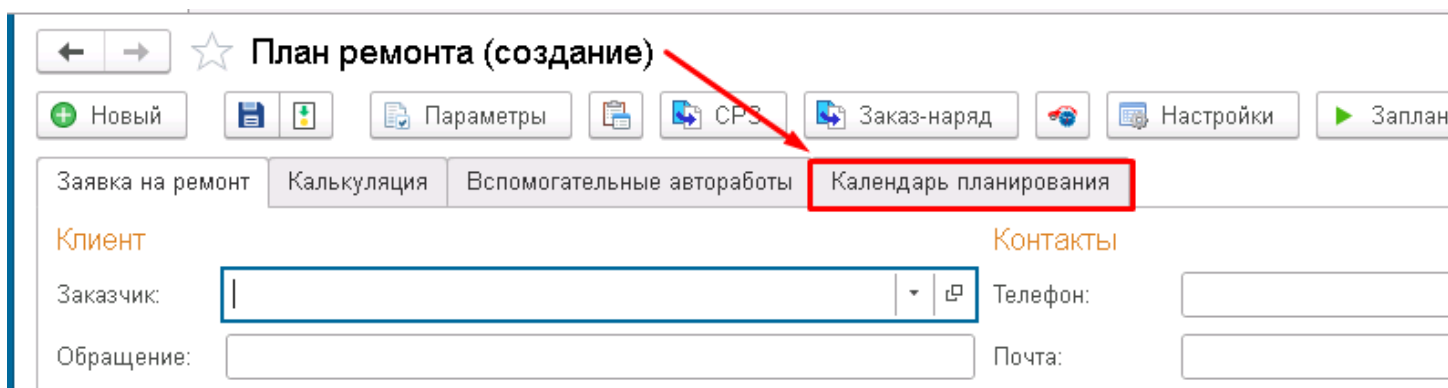 План ремонта (создание)
Новый Параметры СРЗ Заказ-наряд Настройки Заплан
Заявка на ремонт Калькуляция Вспомогательные автоработы Календарь планирования
Клиент Контакты
Заказчик: Телефон:
Обращение: Почта: